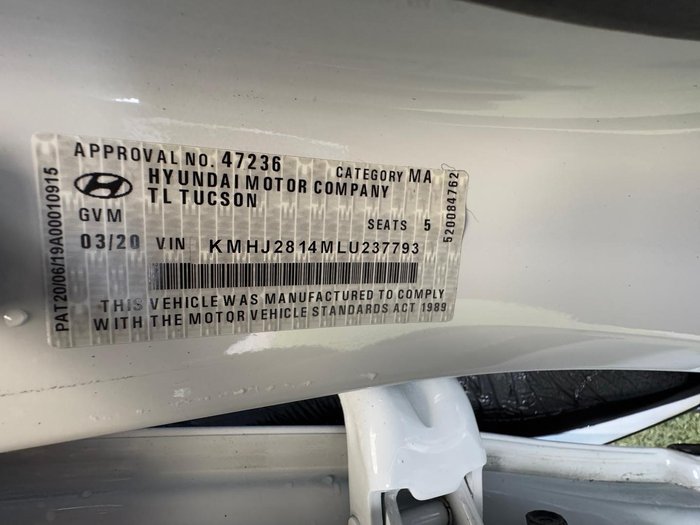 APPROVAL NO. 47236 CATEGORY MA
HYUNDAI MOTOR COMPANY
TL TUCSON
GVM SEATS 5
03/20 VIN KMHJ2814MLU237793
THIS VEHICLE WAS MANUFACTURED TO COMPLY
WITH THE MOTOR VEHICLE STANDARDS ACT 1989
PAT20/06/19A00010915
520084762